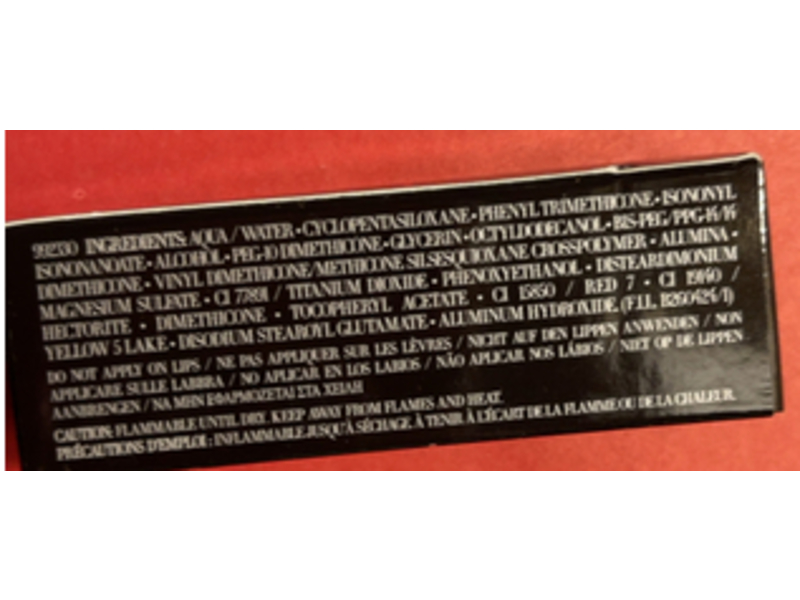 992330 INGREDIENTS: AQUA / WATER • CYCLOPENTASILOXANE • PHENYL TRIMETHICONE • ISONONYL
ISONONANOATE • ALCOHOL • PEG-10 DIMETHICONE • GLYCERIN • OCTYLDODECANOL • BIS-PEG/PPG-14/14
DIMETHICONE • VINYL DIMETHICONE/METHICONE SILSESQUIOXANE CROSSPOLYMER • ALUMINA •
MAGNESIUM SULFATE • CI 77891 / TITANIUM DIOXIDE • PHENOXYETHANOL • DISTEARDIMONIUM
HECTORITE • DIMETHICONE • TOCOPHERYL ACETATE • CI 15850 / RED 7 • CI 19140 /
YELLOW 5 LAKE • DISODIUM STEAROYL GLUTAMATE • ALUMINUM HYDROXIDE (F.I.L.
DO NOT APPLY ON LIPS / NE PAS APPLIQUER SUR LES LÈVRES / NICHT AUF DEN LIPPEN ANWENDEN / NON
APPLICARE SULLE LABBRA / NO APLICAR EN LOS LABIOS / NÃO APLICAR NOS LÁBIOS / NIET OP DE LIPPEN
AANBRENGEN / ΝΑ ΜΗΝ ΕΦΑΡΜΟΖΕΤΑΙ ΣΤΑ ΧΕΙΛΗ
CAUTION: FLAMMABLE UNTIL DRY. KEEP AWAY FROM FLAMES AND HEAT.
PRÉCAUTIONS D'EMPLOI : INFLAMMABLE JUSQU'À SÉCHAGE À TENIR À L'ÉCART DE LA FLAMME OU DE LA CHALEUR.